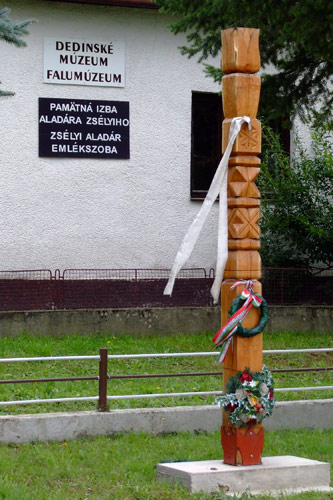 DEDINSKÉ
MÚZEUM
FALUMÚZEUM
PAMÄTNÁ IZBA
ALADÁRA ZSÉLYIHO
ZSÉLYI ALADÁR
EMLÉKSZOBA